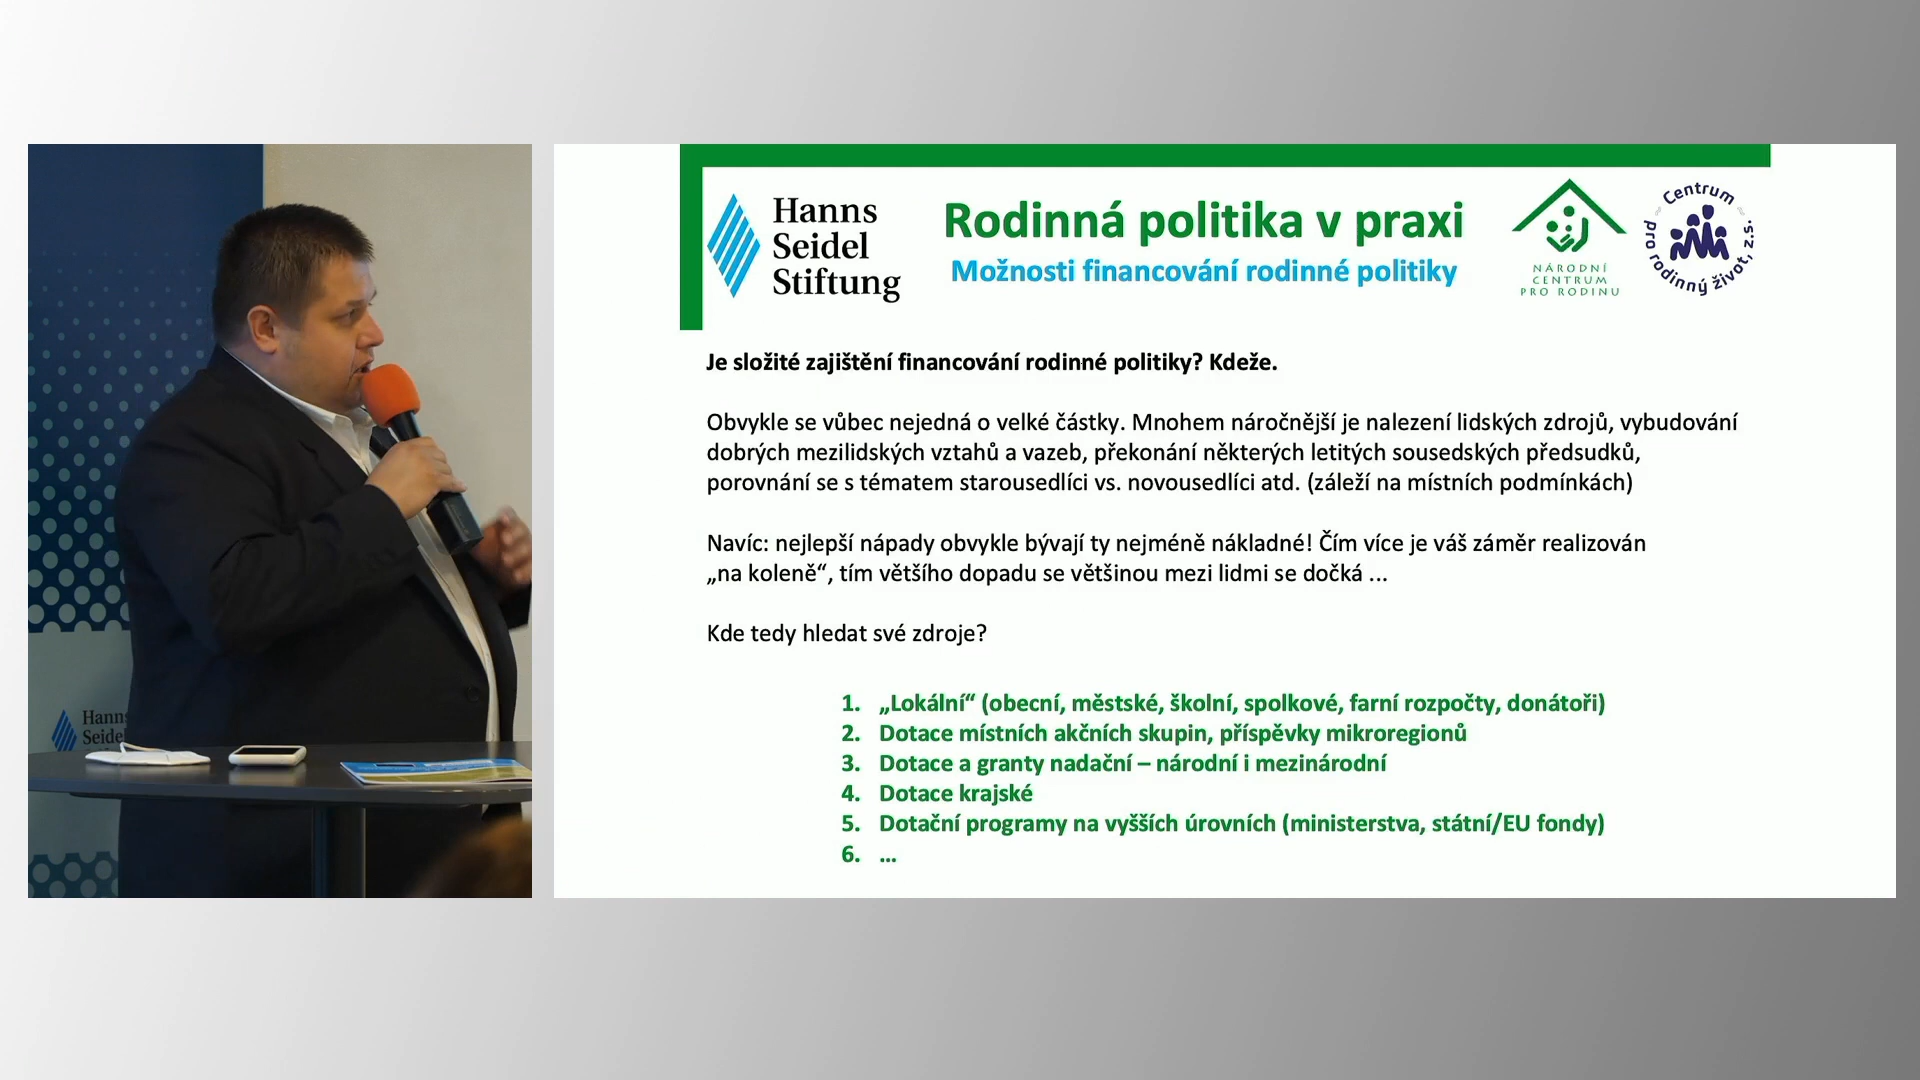 Hanns
Seidel
Stiftung
Rodinná politika v praxi
Možnosti financování rodinné politiky
NÁRODNÍ
CENTRUM
PRO RODINU
Centrum
pro rodinný život, z.s.
Je složité zajištění financování rodinné politiky? Kdeže.
Obvykle se vůbec nejedná o velké částky. Mnohem náročnější je nalezení lidských zdrojů, vybudování
dobrých mezilidských vztahů a vazeb, překonání některých letitých sousedských předsudků,
porovnání se s tématem starousedlíci vs. novousedlíci atd. (záleží na místních podmínkách)
Navíc: nejlepší nápady obvykle bývají ty nejméně nákladné! Čím více je váš záměr realizován
„na koleně“, tím většího dopadu se většinou mezi lidmi se dočká ...
Kde tedy hledat své zdroje?
1. „Lokální“ (obecní, městské, školní, spolkové, farní rozpočty, donátoři)
2. Dotace místních akčních skupin, příspěvky mikroregionů
3. Dotace a granty nadační – národní i mezinárodní
4. Dotace krajské
5. Dotační programy na vyšších úrovních (ministerstva, státní/EU fondy)
6. ...
Hanns
Seide